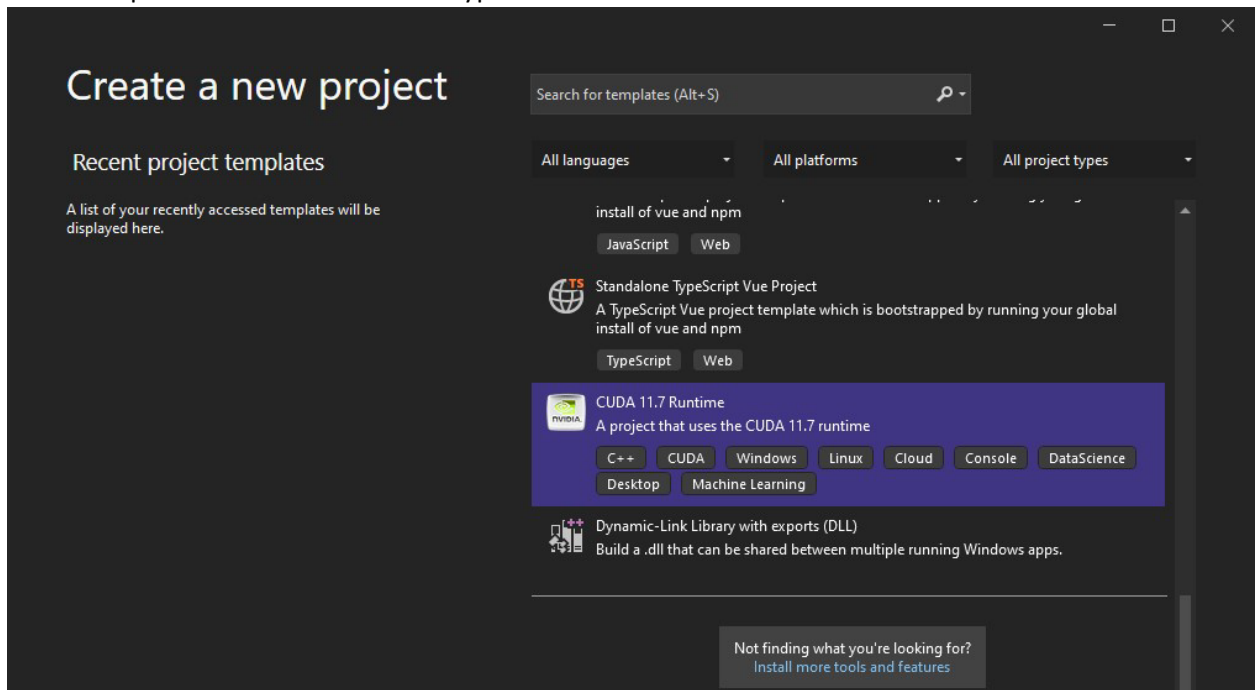 Create a new project
Search for templates (Alt+S)
Recent project templates
All languages
All platforms
All project types
A list of your recently accessed templates will be
displayed here.
install of vue and npm
JavaScript Web
TS
Standalone TypeScript Vue Project
A TypeScript Vue project template which is bootstrapped by running your global
install of vue and npm
TypeScript Web
NVIDIA.
CUDA 11.7 Runtime
A project that uses the CUDA 11.7 runtime
C++ CUDA Windows Linux Cloud Console DataScience
Desktop Machine Learning
++
Dynamic-Link Library with exports (DLL)
Build a .dll that can be shared between multiple running Windows apps.
Not finding what you're looking for?
Install more tools and features